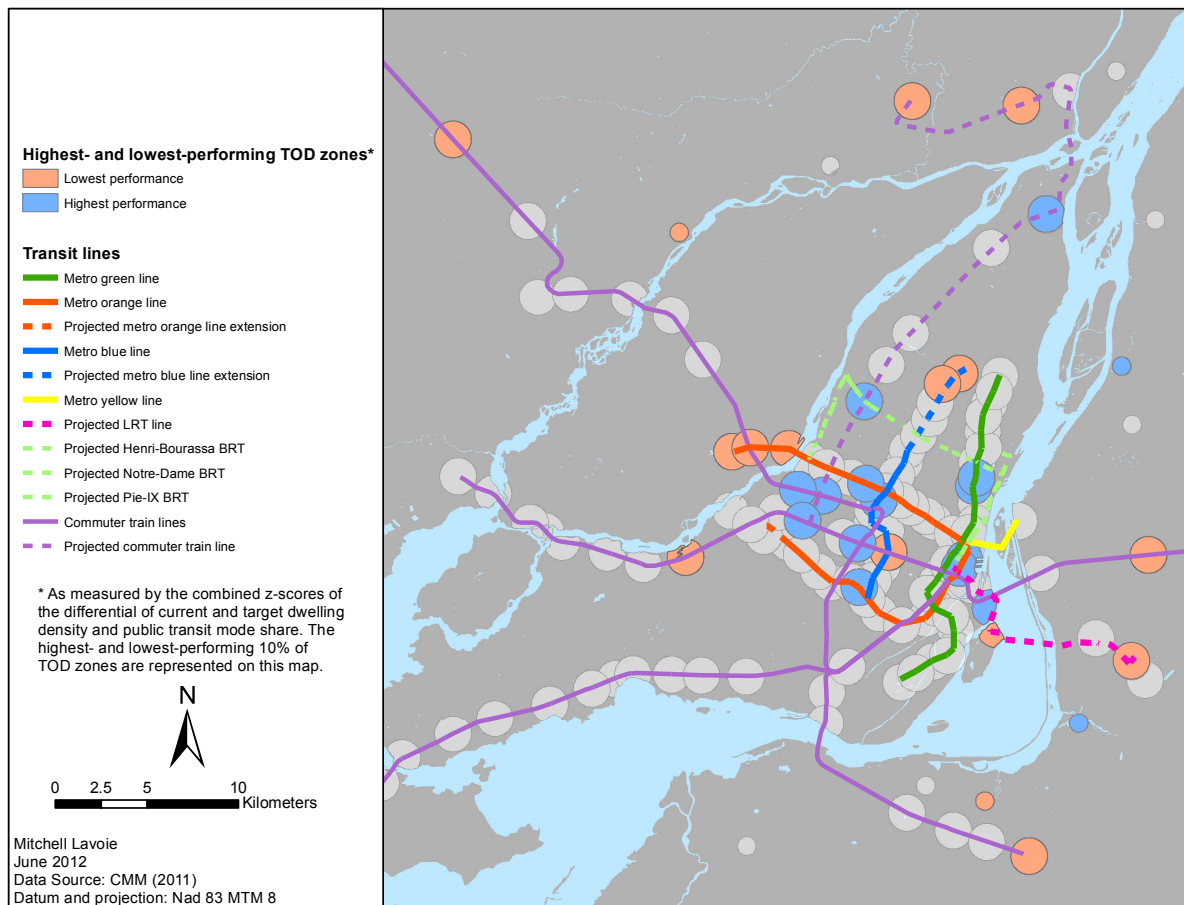 Highest- and lowest-performing TOD zones*
Lowest performance
Highest performance
Transit lines
Metro green line
Metro orange line
Projected metro orange line extension
Metro blue line
Projected metro blue line extension
Metro yellow line
Projected LRT line
Projected Henri-Bourassa BRT
Projected Notre-Dame BRT
Projected Pie-IX BRT
Commuter train lines
Projected commuter train line
* As measured by the combined z-scores of
the differential of current and target dwelling
density and public transit mode share. The
highest- and lowest-performing 10% of
TOD zones are represented on this map.
N
0 2.5 5 10
Kilometers
Mitchell Lavoie
June 2012
Data Source: CMM (2011)
Datum and projection: Nad 83 MTM 8